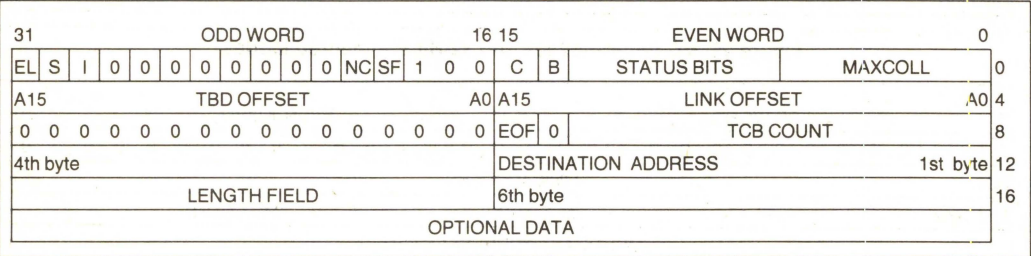 31 ODD WORD 16 15 EVEN WORD 0
EL S I 0 0 0 0 0 0 0 0 NC SF 1 0 0 C B STATUS BITS MAXCOLL 0
A15 TBD OFFSET A0 A15 LINK OFFSET A0 4
0 0 0 0 0 0 0 0 0 0 0 0 0 0 0 0 EOF 0 TCB COUNT 8
4th byte DESTINATION ADDRESS 1st byte 12
LENGTH FIELD 6th byte 16
OPTIONAL DATA